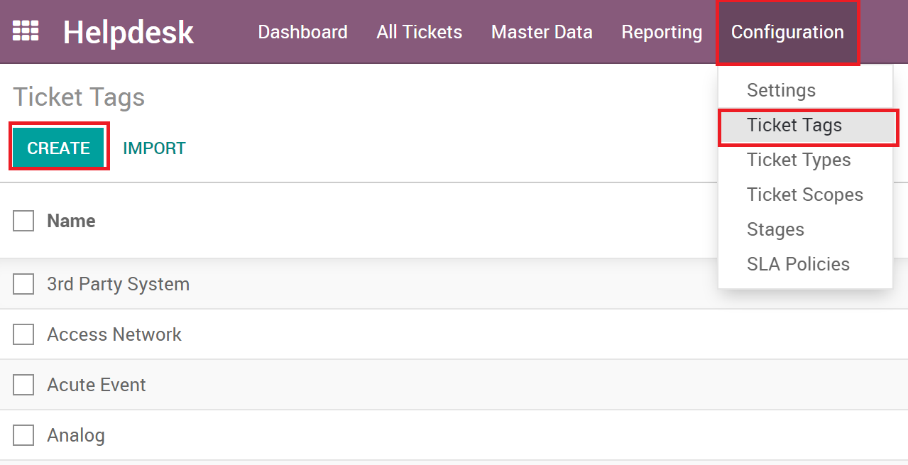 Helpdesk Dashboard All Tickets Master Data Reporting Configuration
Ticket Tags
CREATE IMPORT
Settings
Ticket Tags
Ticket Types
Ticket Scopes
Stages
SLA Policies
Name
3rd Party System
Access Network
Acute Event
Analog